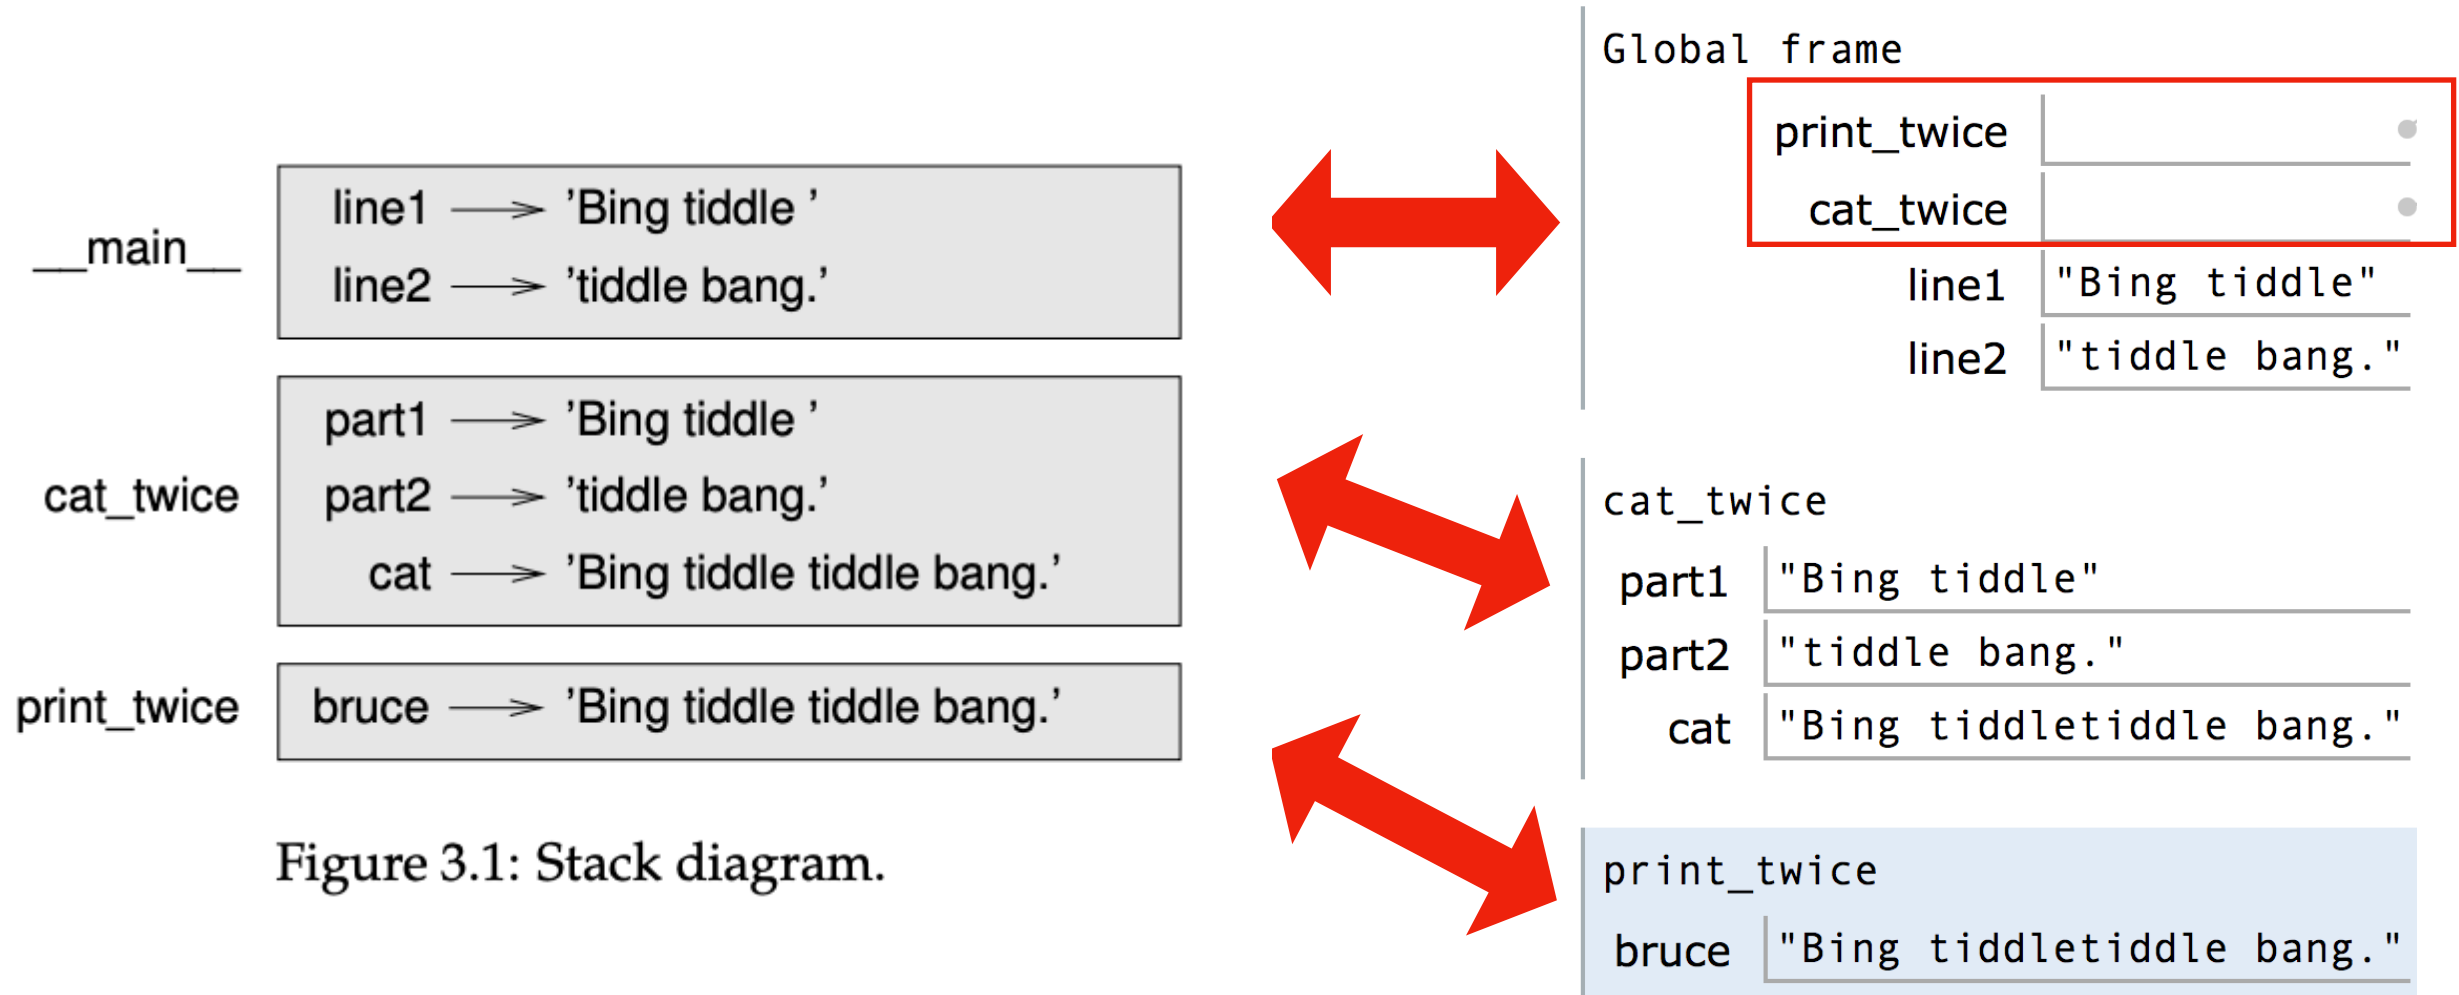 __main__
line1 ’Bing tiddle ’
line2 ’tiddle bang.’
cat_twice
part1 ’Bing tiddle ’
part2 ’tiddle bang.’
cat ’Bing tiddle tiddle bang.’
print_twice
bruce ’Bing tiddle tiddle bang.’
Figure 3.1: Stack diagram.
Global frame
print_twice
cat_twice
line1 "Bing tiddle"
line2 "tiddle bang."
cat_twice
part1 "Bing tiddle"
part2 "tiddle bang."
cat "Bing tiddletiddle bang."
print_twice
bruce "Bing tiddletiddle bang."